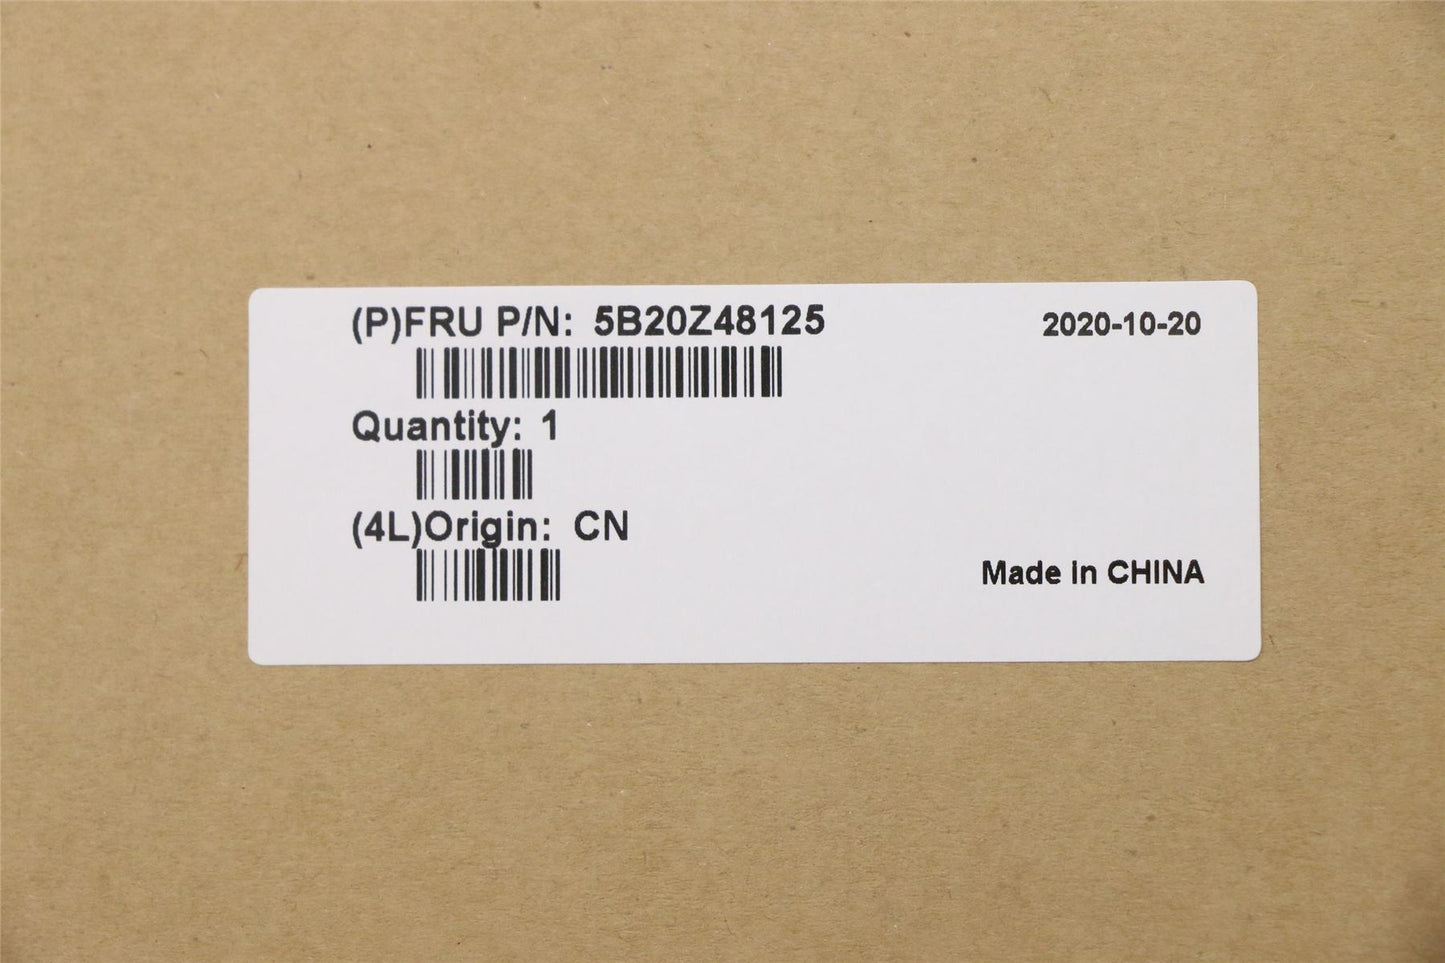 (P)FRU P/N: 5B20Z48125
2020-10-20
Quantity: 1
(4L)Origin: CN
Made in CHINA